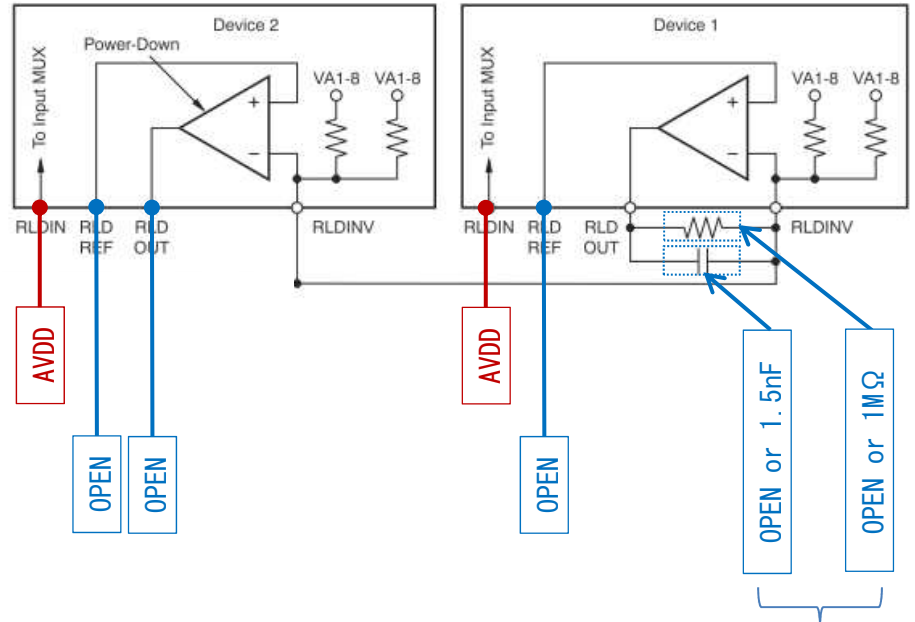 Device 2
Power-Down
To Input MUX
VA1-8 VA1-8
+
−
RLDIN RLD REF RLD OUT RLDINV
AVDD
OPEN
OPEN
Device 1
To Input MUX
VA1-8 VA1-8
+
−
RLDIN RLD REF RLD OUT RLDINV
AVDD
OPEN
OPEN or 1.5nF
OPEN or 1MΩ